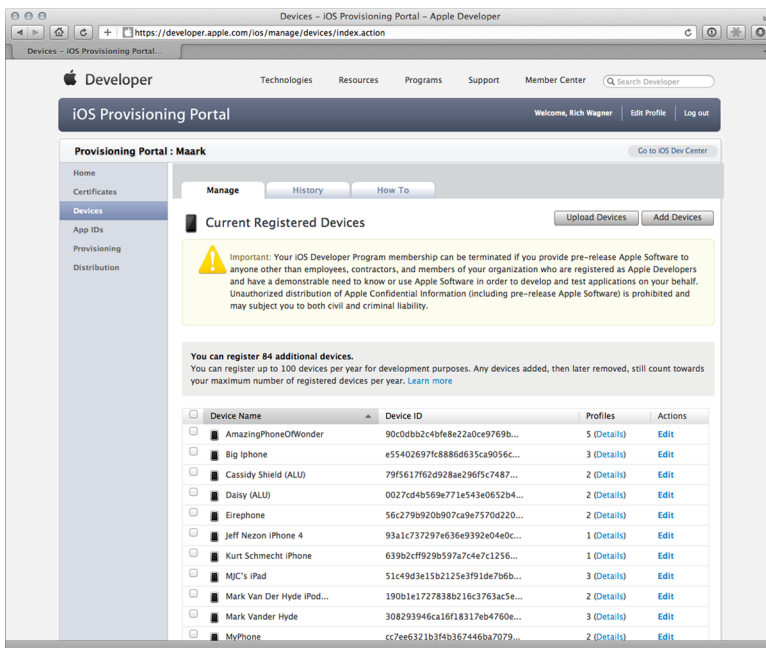 Devices – iOS Provisioning Portal – Apple Developer
https://developer.apple.com/ios/manage/devices/index.action
Devices – iOS Provisioning Portal...
Developer
Technologies Resources Programs Support Member Center Search Developer
iOS Provisioning Portal
Welcome, Rich Wagner Edit Profile Log out
Provisioning Portal : Maark
Go to iOS Dev Center
Home
Certificates
Devices
App IDs
Provisioning
Distribution
Manage History How To
Current Registered Devices
Upload Devices Add Devices
Important: Your iOS Developer Program membership can be terminated if you provide pre-release Apple Software to
anyone other than employees, contractors, and members of your organization who are registered as Apple Developers
and have a demonstrable need to know or use Apple Software in order to develop and test applications on your behalf.
Unauthorized distribution of Apple Confidential Information (including pre-release Apple Software) is prohibited and
may subject you to both civil and criminal liability.
You can register 84 additional devices.
You can register up to 100 devices per year for development purposes. Any devices added, then later removed, still count towards
your maximum number of registered devices per year. Learn more
Device Name Device ID Profiles Actions
AmazingPhoneOfWonder 90c0dbb2c4bfe8e22a0ce9769b... 5 (Details) Edit
Big Iphone e55402697fc8886d635ca9056c... 3 (Details) Edit
Cassidy Shield (ALU) 79f5617f62d928ae296f5c7487... 2 (Details) Edit
Daisy (ALU) 0027cd4b569e771e543e0652b4... 2 (Details) Edit
Eirephone 56c279b920b907ca9e7570d220... 2 (Details) Edit
Jeff Nezon iPhone 4 93a1c737297e636e9392e04e0c... 1 (Details) Edit
Kurt Schmecht iPhone 639b2cff929b597a7c4e7c1256... 1 (Details) Edit
MJC's iPad 51c49d3e15b2125e3f91de7b6b... 3 (Details) Edit
Mark Van Der Hyde iPod... 190b1e1727838b216c3763ac5e... 2 (Details) Edit
Mark Vander Hyde 308293946ca16f18317eb4760e... 3 (Details) Edit
MyPhone cc7ee6321b3f4b367446ba7079... 2 (Details) Edit